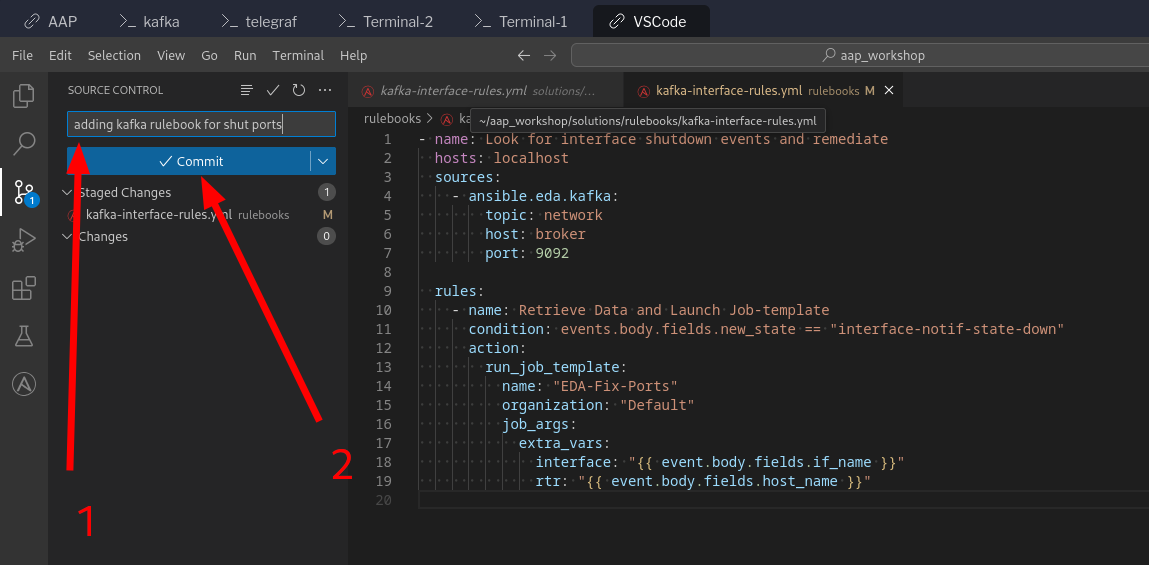 AAP kafka telegraf Terminal-2 Terminal-1 VSCode
File Edit Selection View Go Run Terminal Help aap_workshop
SOURCE CONTROL
adding kafka rulebook for shut ports
Commit
Staged Changes 1
kafka-interface-rules.yml rulebooks M
Changes 0
1
1
2
kafka-interface-rules.yml solutions/... kafka-interface-rules.yml rulebooks M
rulebooks > ka
~/aap_workshop/solutions/rulebooks/kafka-interface-rules.yml
1 - name: Look for interface shutdown events and remediate
2 hosts: localhost
3 sources:
4 - ansible.eda.kafka:
5 topic: network
6 host: broker
7 port: 9092
8
9 rules:
10 - name: Retrieve Data and Launch Job-template
11 condition: events.body.fields.new_state == "interface-notif-state-down"
12 action:
13 run_job_template:
14 name: "EDA-Fix-Ports"
15 organization: "Default"
16 job_args:
17 extra_vars:
18 interface: "{{ event.body.fields.if_name }}"
19 rtr: "{{ event.body.fields.host_name }}"
20